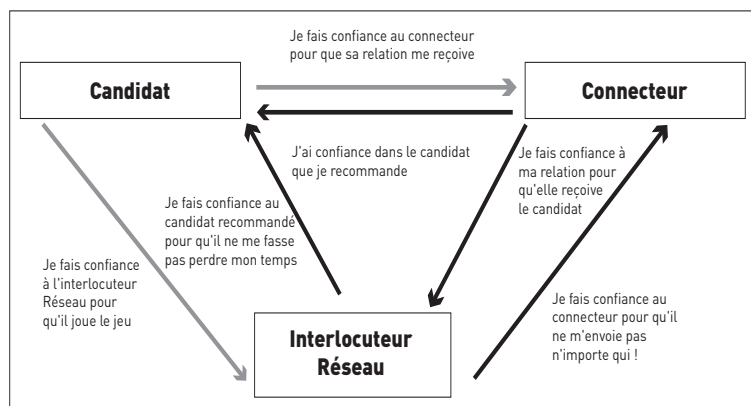 Je fais confiance au connecteur
pour que sa relation me reçoive
Candidat
Connecteur
J'ai confiance dans le candidat
que je recommande
Je fais confiance à
ma relation pour
qu'elle reçoive
le candidat
Je fais confiance au
candidat recommandé
pour qu'il ne me fasse
pas perdre mon temps
Je fais confiance
à l'interlocuteur
Réseau pour
qu'il joue le jeu
Je fais confiance au
connecteur pour qu'il
ne m'envoie pas
n'importe qui !
Interlocuteur
Réseau